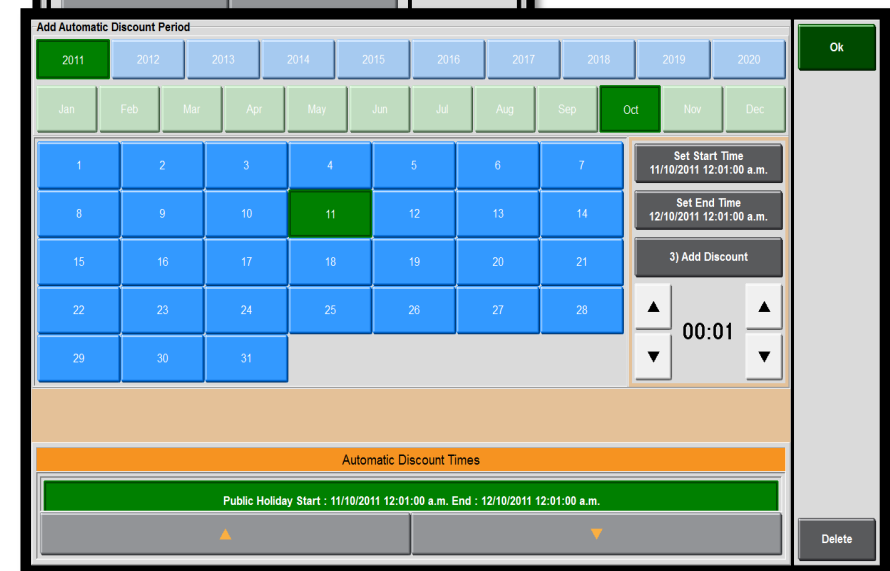 Add Automatic Discount Period
2011 2012 2013 2014 2015 2016 2017 2018 2019 2020
Ok
Jan Feb Mar Apr May Jun Jul Aug Sep Oct Nov Dec
1 2 3 4 5 6 7
Set Start Time
11/10/2011 12:01:00 a.m.
8 9 10 11 12 13 14
Set End Time
12/10/2011 12:01:00 a.m.
15 16 17 18 19 20 21
3) Add Discount
22 23 24 25 26 27 28
00:01
29 30 31
Automatic Discount Times
Public Holiday Start : 11/10/2011 12:01:00 a.m. End : 12/10/2011 12:01:00 a.m.
Delete